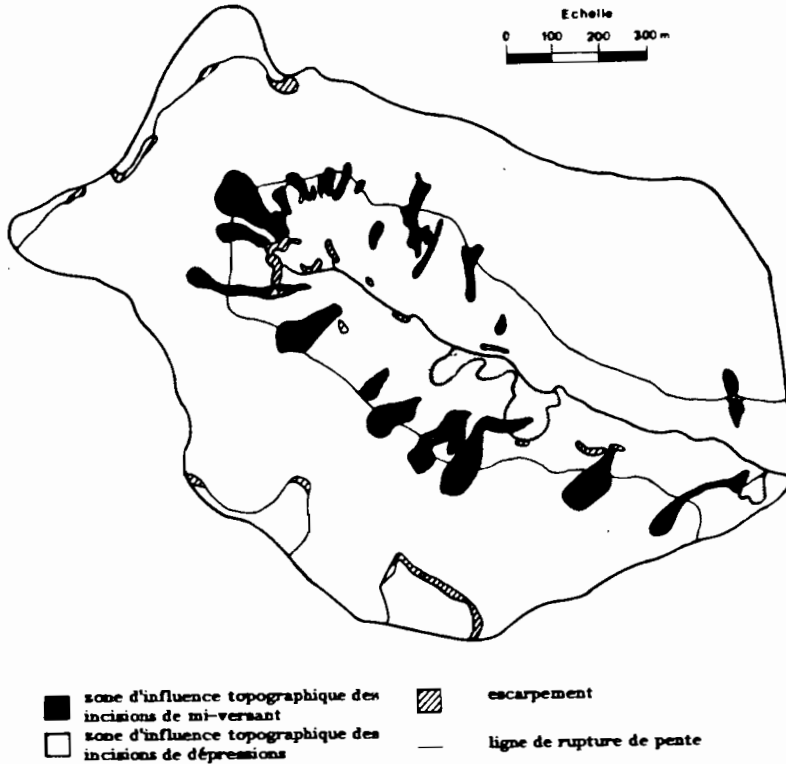 Echelle
0 100 200 300 m
zone d'influence topographique des
incisions de mi-versant
zone d'influence topographique des
incisions de dépressions
escarpement
ligne de rupture de pente